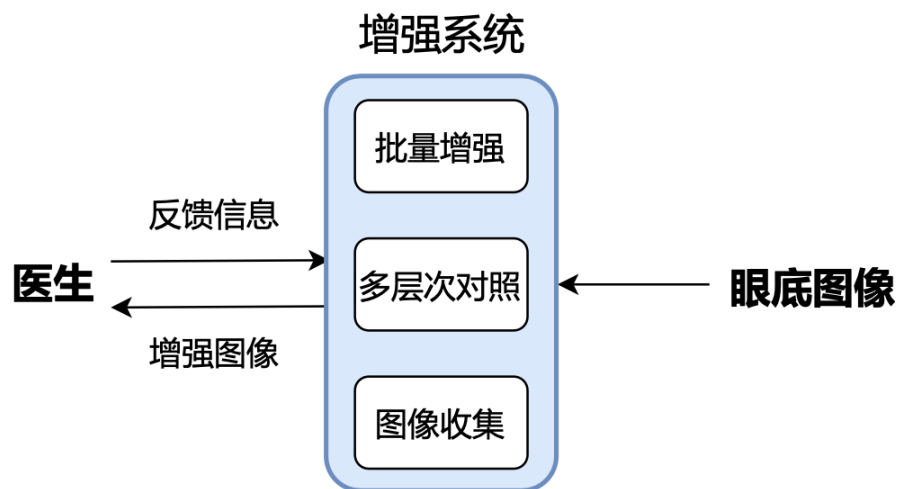 增强系统
批量增强
反馈信息
医生
多层次对照
眼底图像
增强图像
图像收集